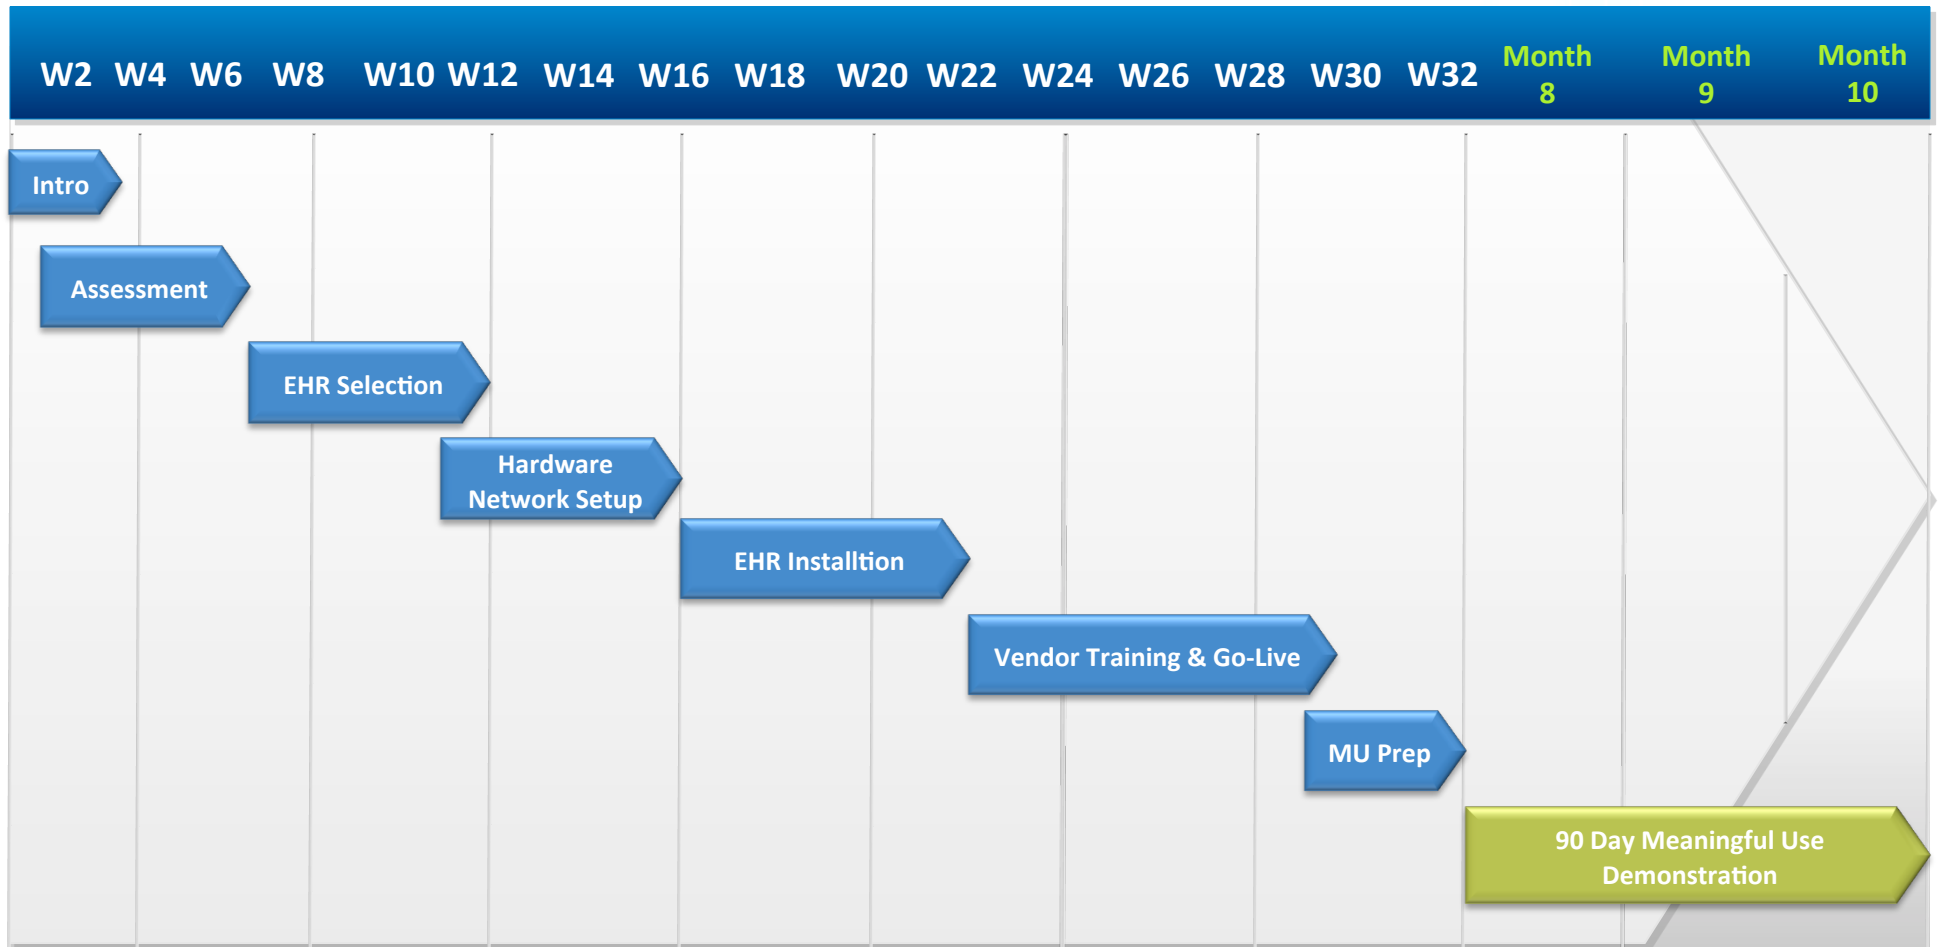 W2 W4 W6 W8 W10 W12 W14 W16 W18 W20 W22 W24 W26 W28 W30 W32 Month 8 Month 9 Month 10
Intro
Assessment
EHR Selection
Hardware
Network Setup
EHR Installtion
Vendor Training & Go-Live
MU Prep
90 Day Meaningful Use
Demonstration